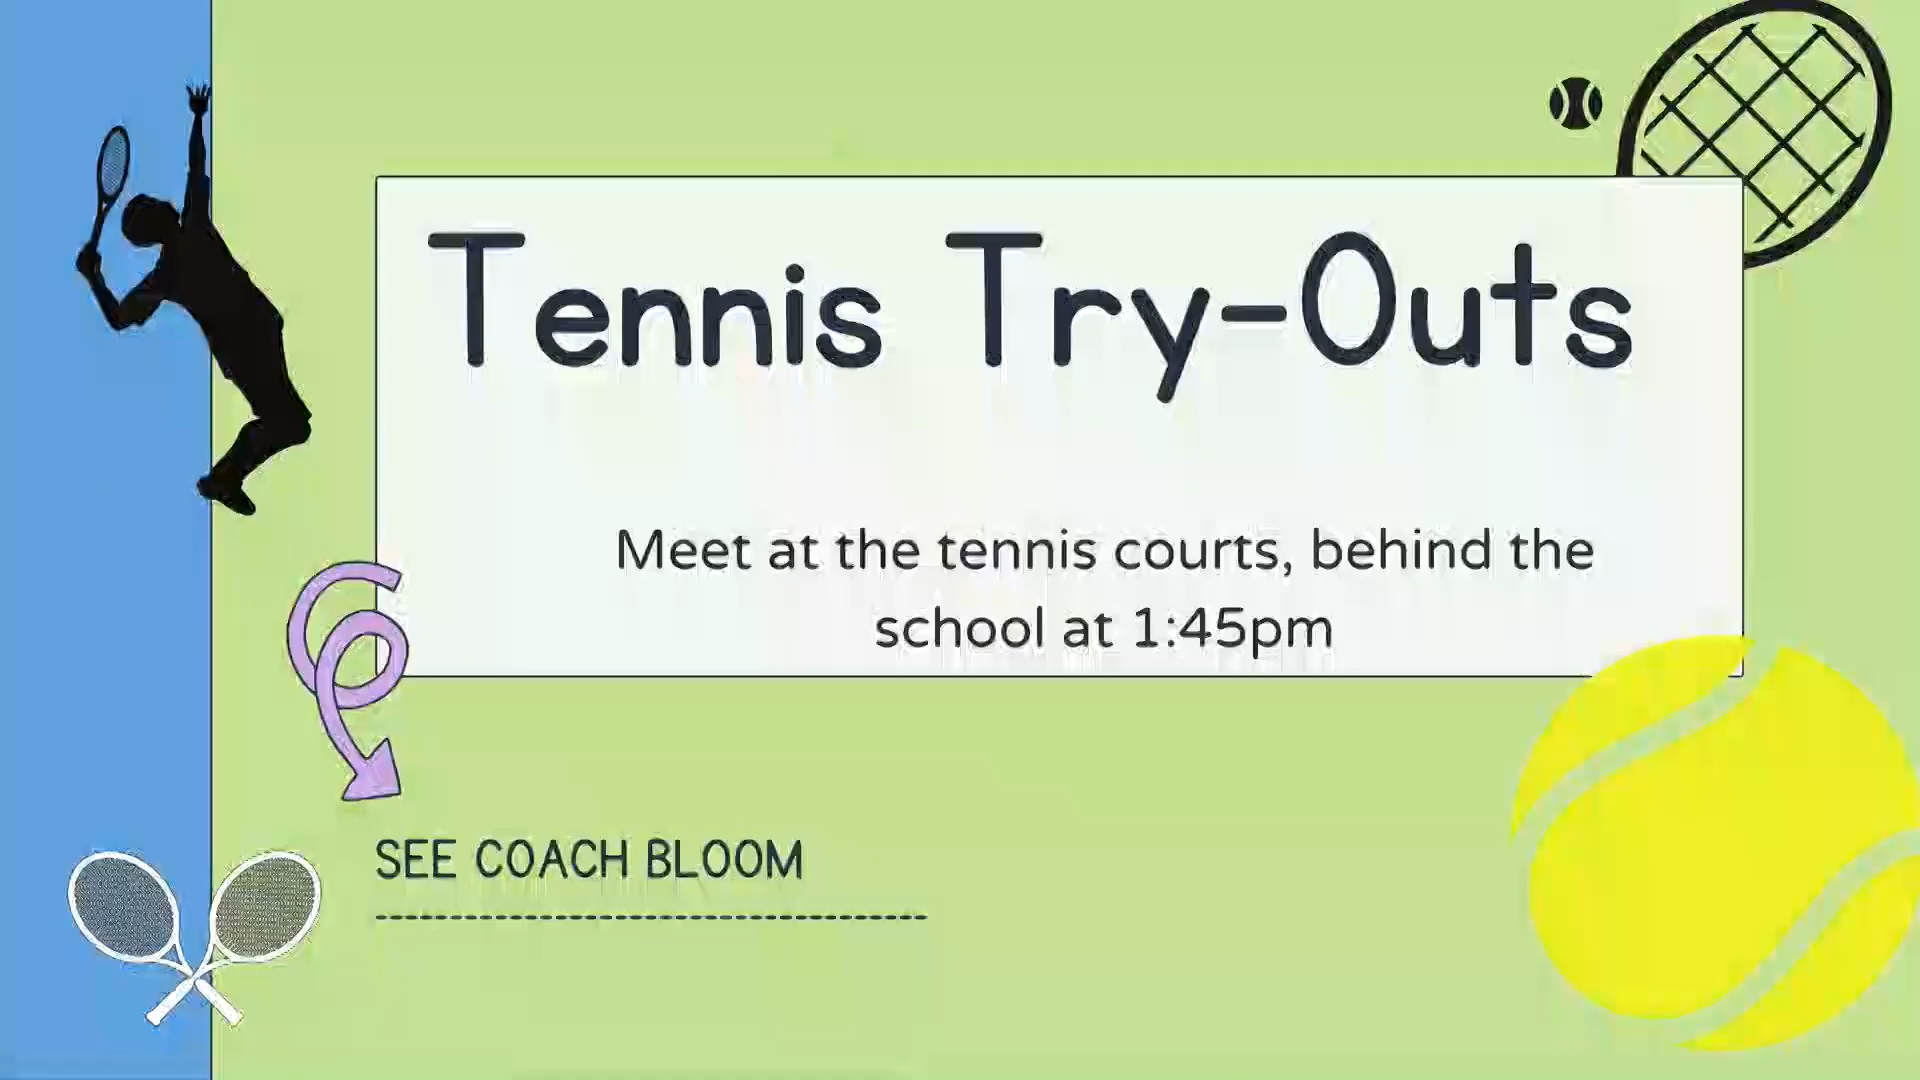 Tennis Try-Outs
Meet at the tennis courts, behind the
school at 1:45pm
SEE COACH BLOOM